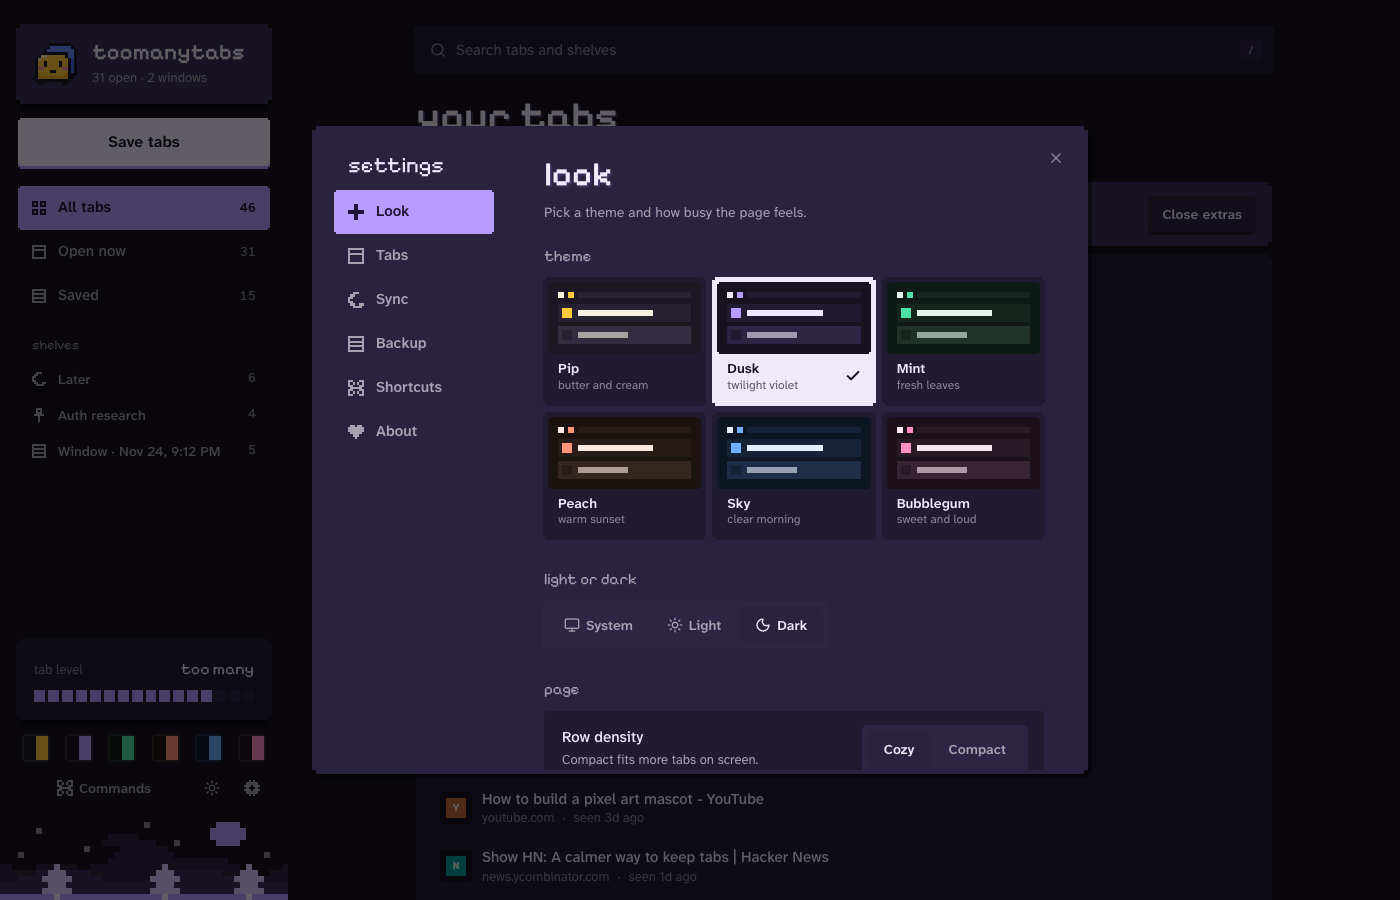 toomanytabs
31 open · 2 windows
Save tabs
All tabs 46
Open now 31
Saved 15
shelves
Later 6
Auth research 4
Window · Nov 24, 9:12 PM 5
tab level too many
Commands
Search tabs and shelves /
your tabs
Close extras
settings
Look
Tabs
Sync
Backup
Shortcuts
About
look
Pick a theme and how busy the page feels.
theme
Pip
butter and cream
Dusk
twilight violet
Mint
fresh leaves
Peach
warm sunset
Sky
clear morning
Bubblegum
sweet and loud
light or dark
System Light Dark
page
Row density
Compact fits more tabs on screen.
Cozy Compact
Y
How to build a pixel art mascot - YouTube
youtube.com · seen 3d ago
N
Show HN: A calmer way to keep tabs | Hacker News
news.ycombinator.com · seen 1d ago